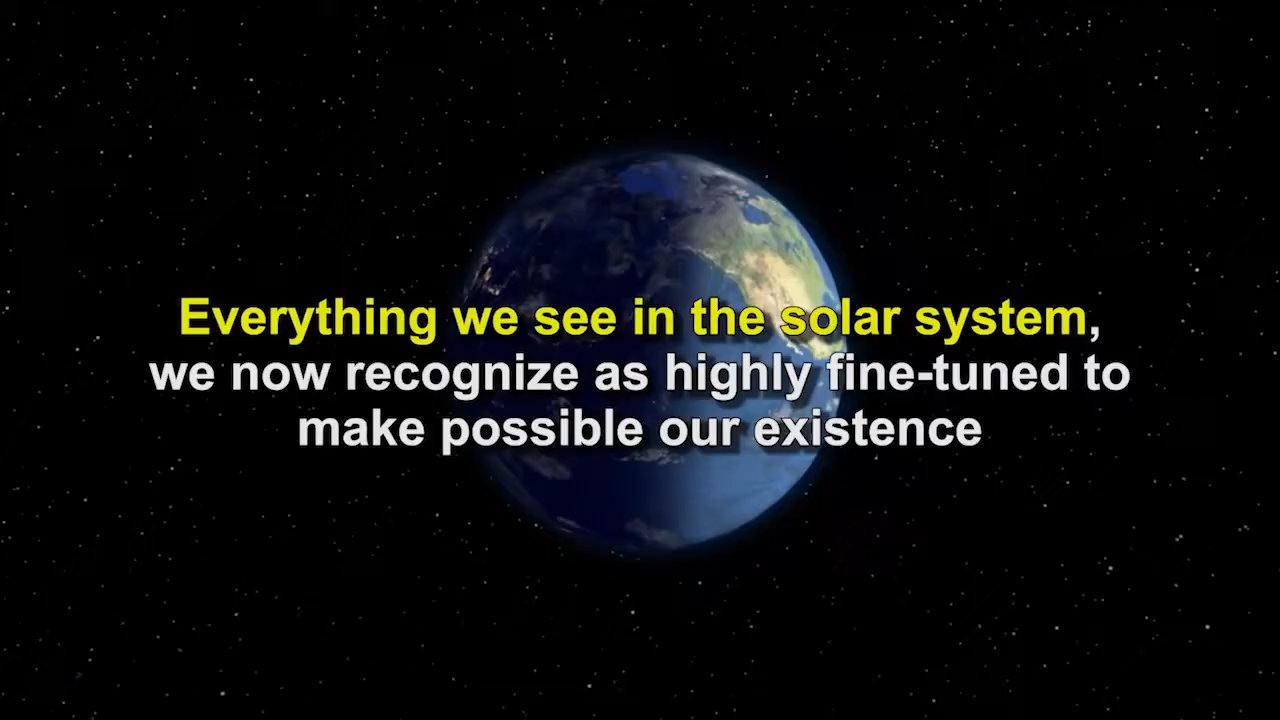 Everything we see in the solar system,
we now recognize as highly fine-tuned to
make possible our existence